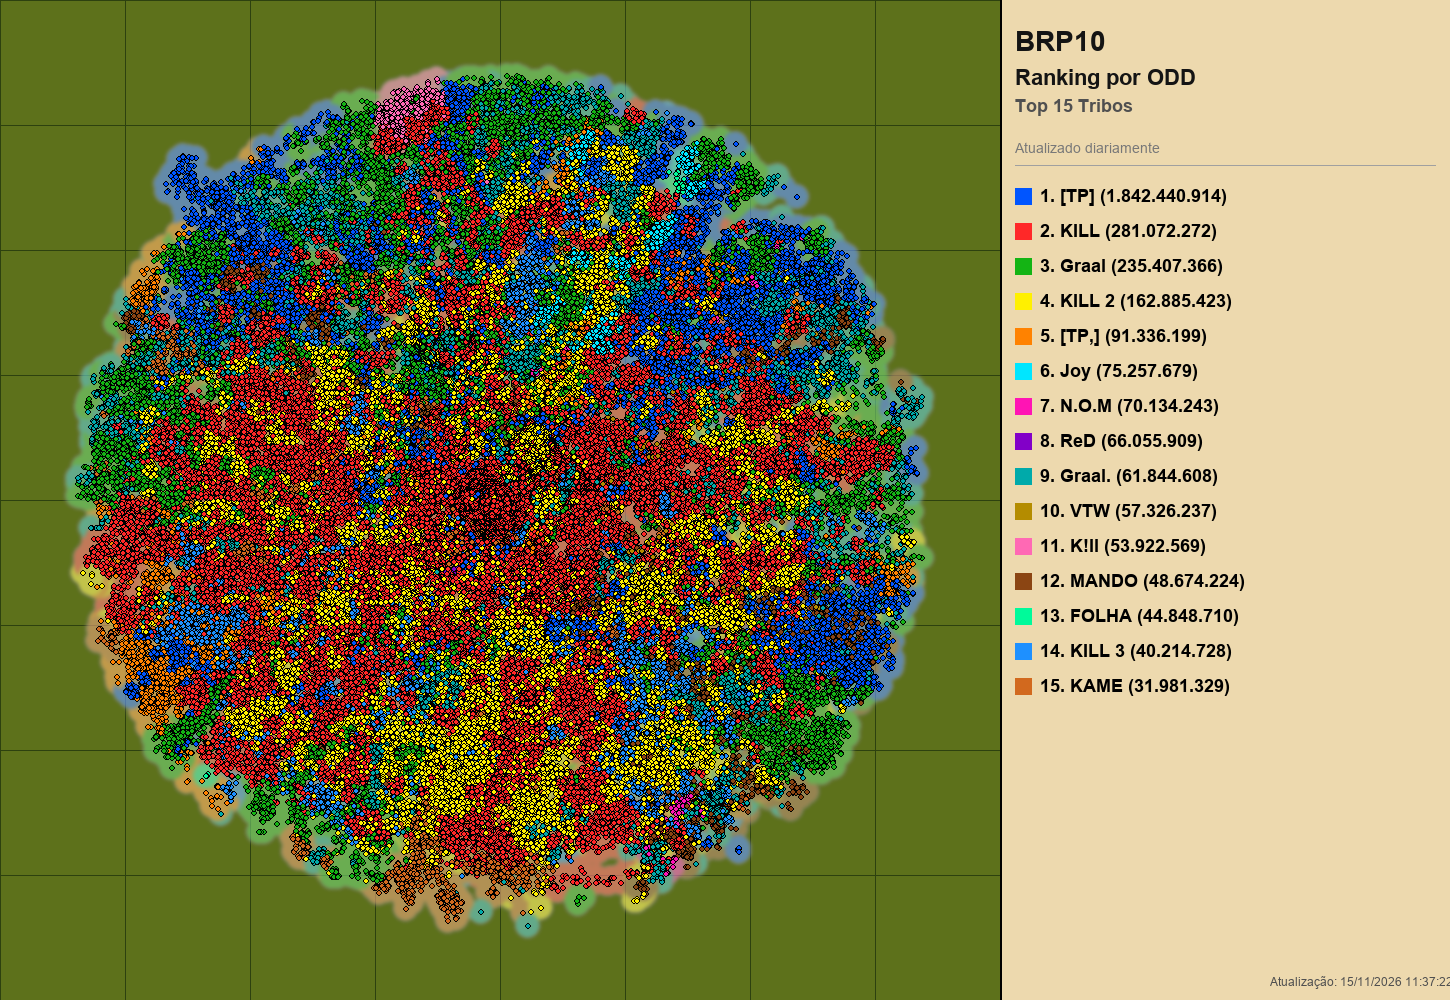 BRP10
Ranking por ODD
Top 15 Tribos
Atualizado diariamente
1. [TP] (1.842.440.914)
2. KILL (281.072.272)
3. Graal (235.407.366)
4. KILL 2 (162.885.423)
5. [TP,] (91.336.199)
6. Joy (75.257.679)
7. N.O.M (70.134.243)
8. ReD (66.055.909)
9. Graal. (61.844.608)
10. VTW (57.326.237)
11. K!ll (53.922.569)
12. MANDO (48.674.224)
13. FOLHA (44.848.710)
14. KILL 3 (40.214.728)
15. KAME (31.981.329)
Atualização: 15/11/2026 11:37:22